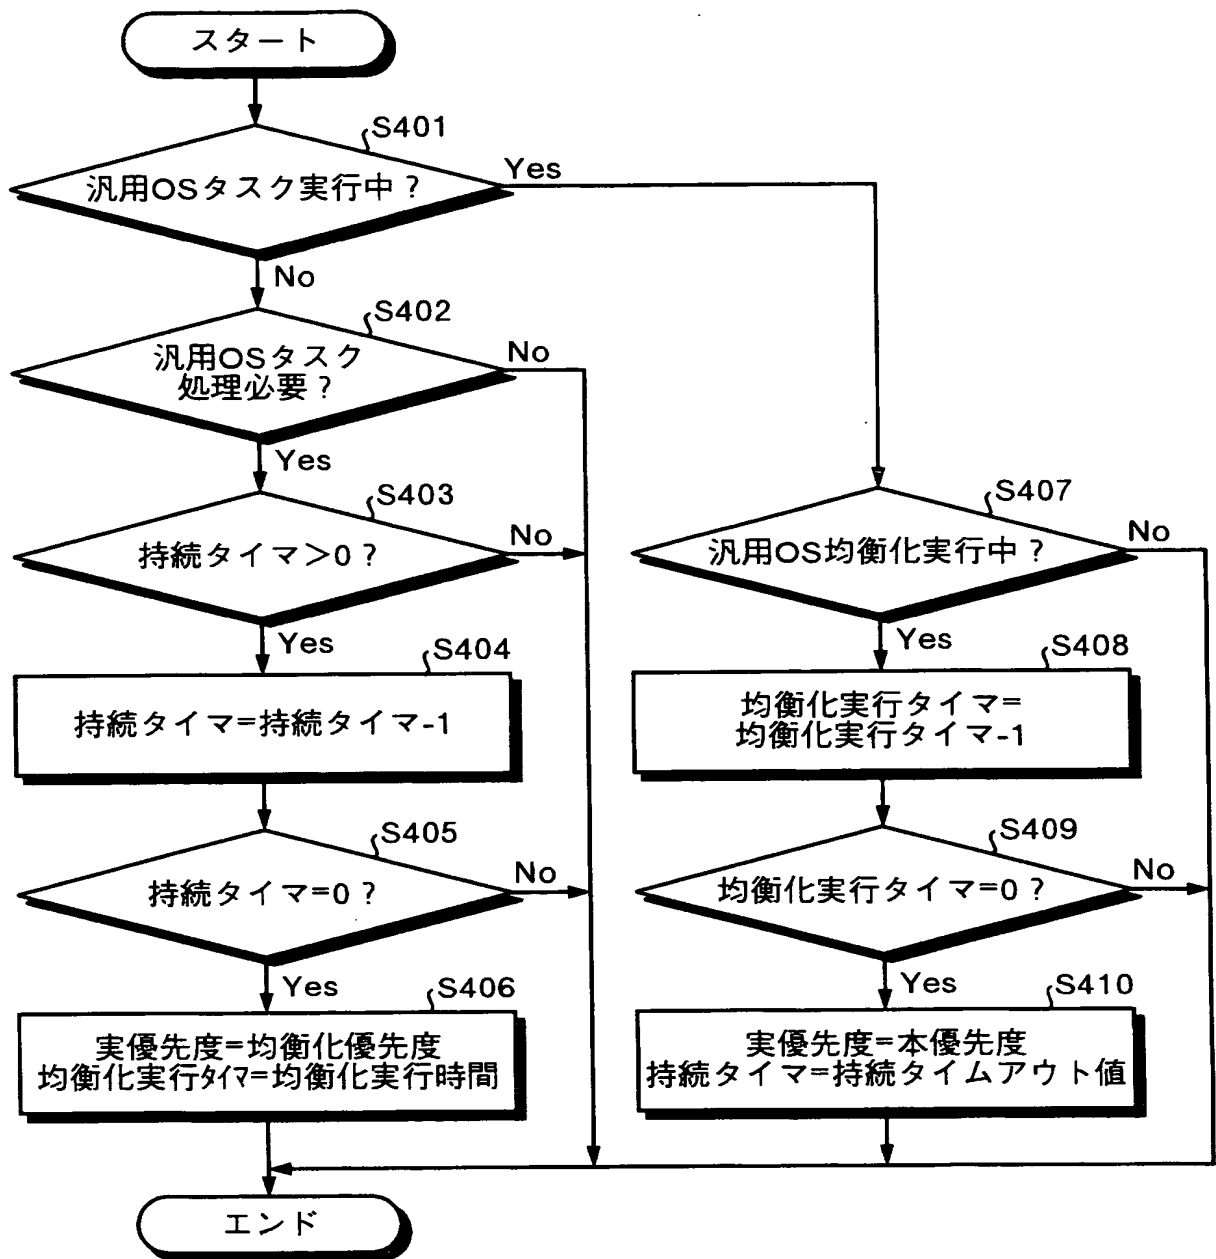 スタート
S401
汎用OSタスク実行中?
Yes
No
S402
汎用OSタスク
処理必要?
No
Yes
S403
持続タイマ>0?
No
Yes
S404
持続タイマ=持続タイマ-1
S405
持続タイマ=0?
No
Yes
S406
実優先度=均衡化優先度
均衡化実行タイマ=均衡化実行時間
S407
汎用OS均衡化実行中?
No
Yes
S408
均衡化実行タイマ=
均衡化実行タイマ-1
S409
均衡化実行タイマ=0?
No
Yes
S410
実優先度=本優先度
持続タイマ=持続タイムアウト値
エンド